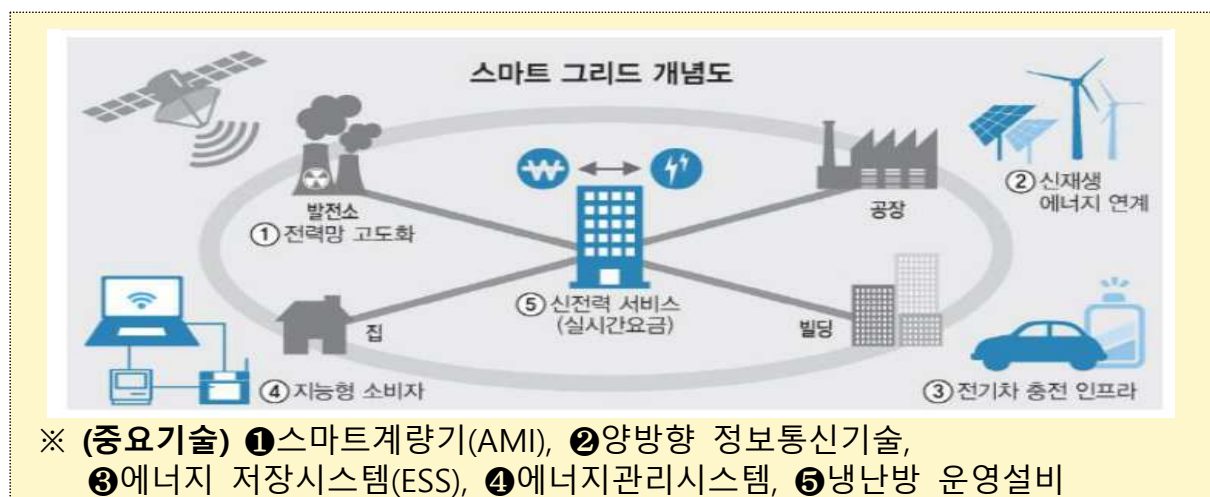 스마트 그리드 개념도
발전소
① 전력망 고도화
공장
② 신재생
에너지 연계
⑤ 신전력 서비스
(실시간요금)
집
빌딩
④ 지능형 소비자
③ 전기차 충전 인프라
※ (중요기술) ❶스마트계량기(AMI), ❷양방향 정보통신기술,
❸에너지 저장시스템(ESS), ❹에너지관리시스템, ❺냉난방 운영설비